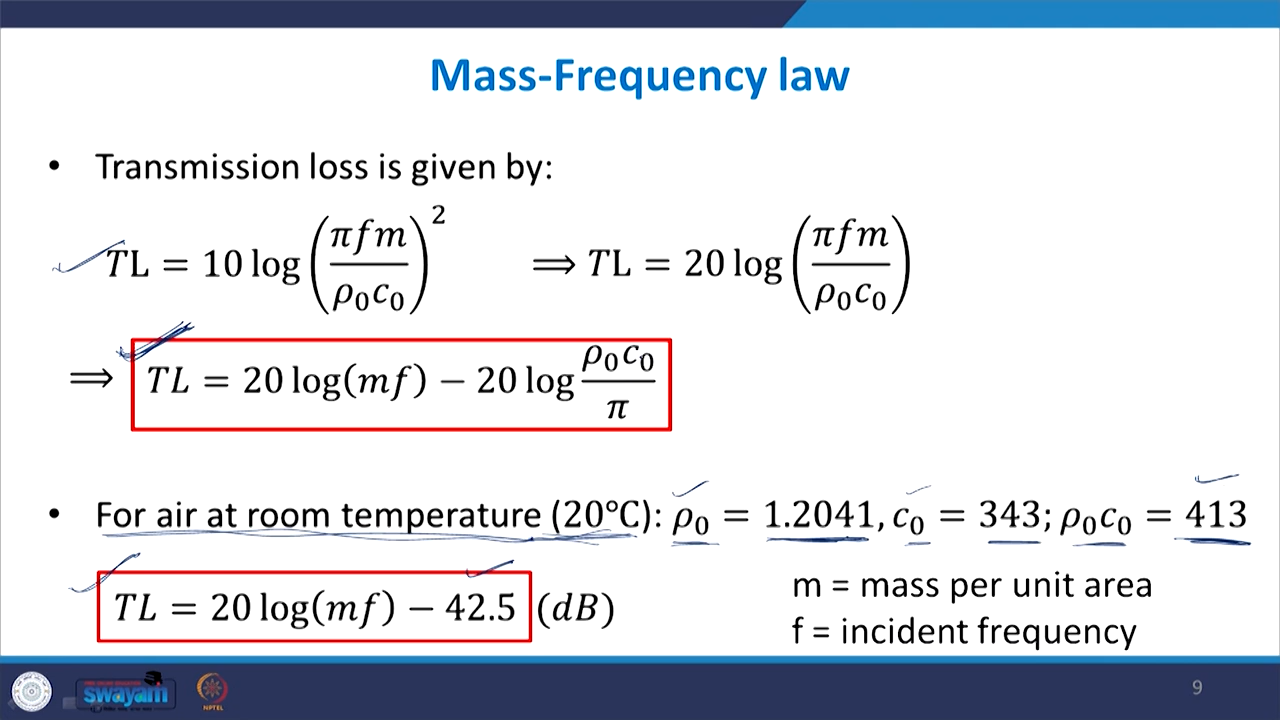 Mass-Frequency law
• Transmission loss is given by:
TL = 10 log(πfm/ρ₀c₀)² ⟹ TL = 20 log(πfm/ρ₀c₀)
⟹ TL = 20 log(mf) − 20 log ρ₀c₀/π
• For air at room temperature (20°C): ρ₀ = 1.2041, c₀ = 343; ρ₀c₀ = 413
TL = 20 log(mf) − 42.5 (dB)
m = mass per unit area
f = incident frequency
swayam
NPTEL
9